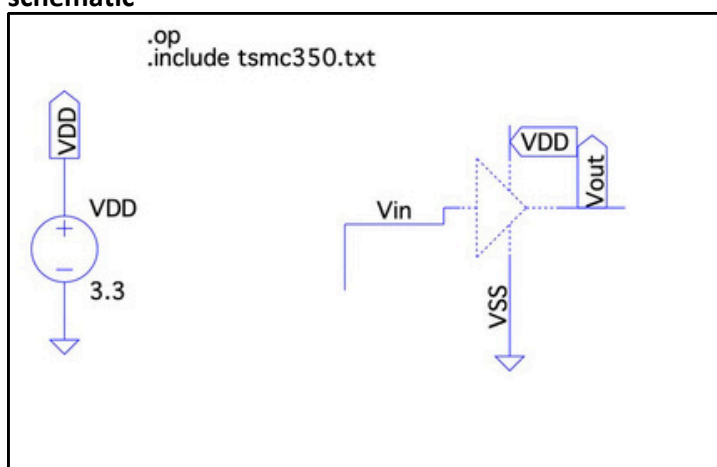 schematic
.op
.include tsmc350.txt
VDD
VDD
+
−
3.3
Vin
VDD
Vout
VSS